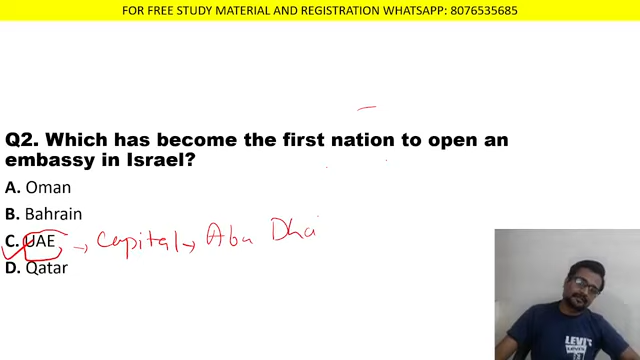 FOR FREE STUDY MATERIAL AND REGISTRATION WHATSAPP: 8076535685
Q2. Which has become the first nation to open an
embassy in Israel?
A. Oman
B. Bahrain
C. UAE → Capital → Abu Dhai
D. Qatar
LEVI'S